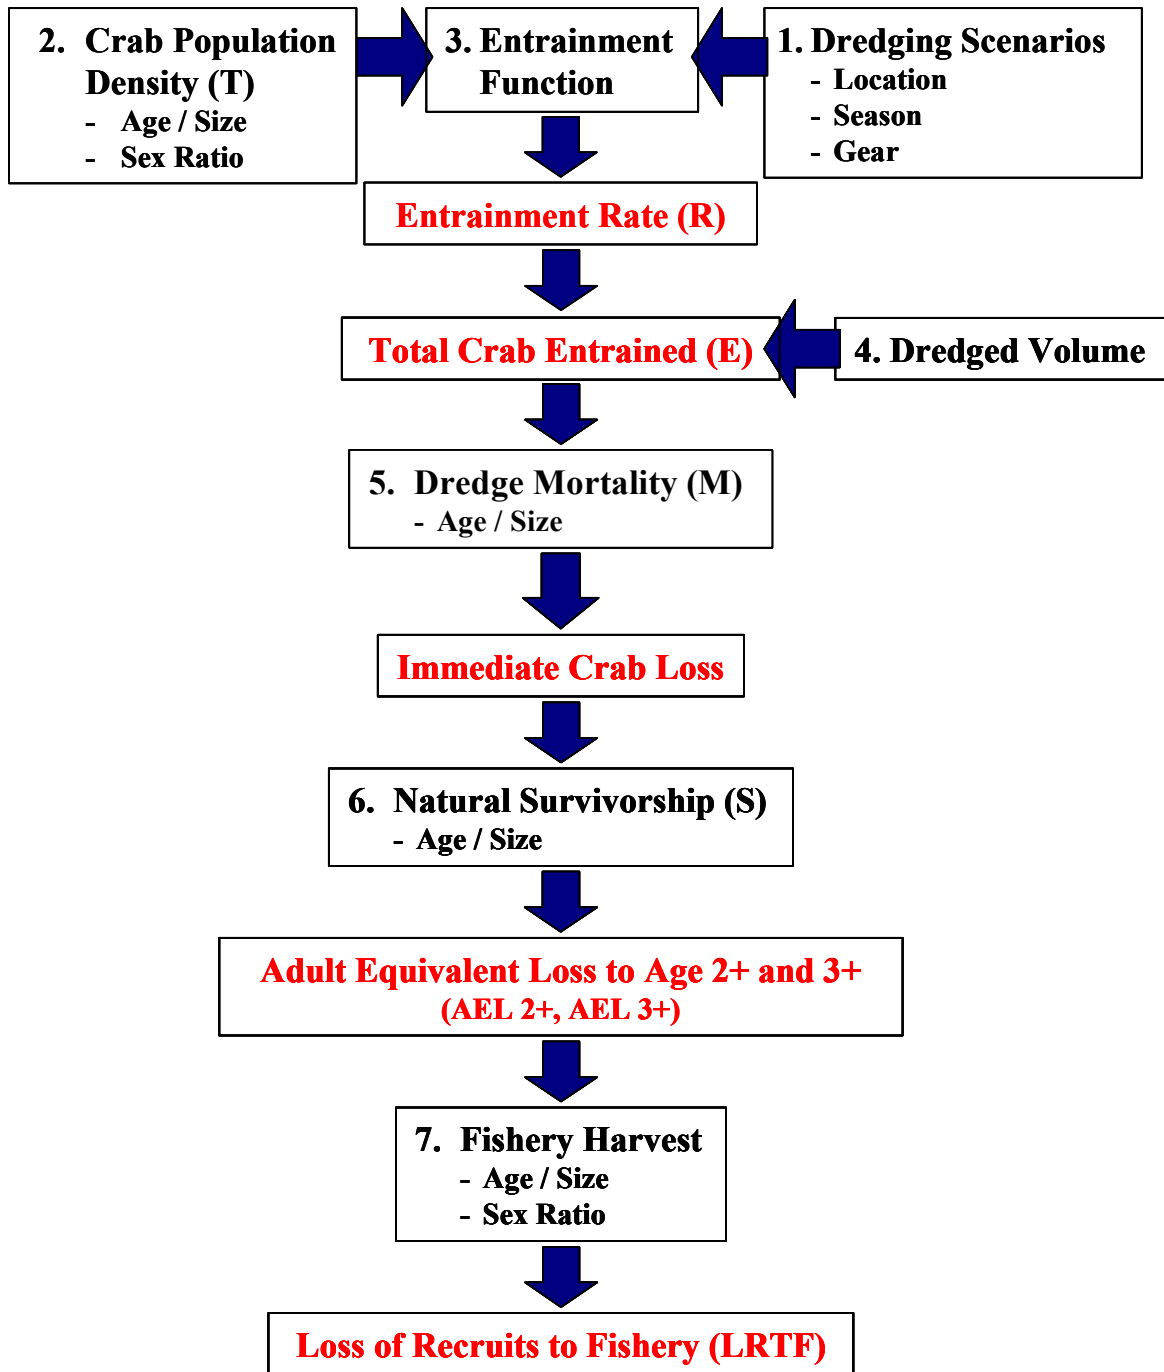 2. Crab Population
Density (T)
- Age / Size
- Sex Ratio
3. Entrainment
Function
1. Dredging Scenarios
- Location
- Season
- Gear
Entrainment Rate (R)
Total Crab Entrained (E)
4. Dredged Volume
5. Dredge Mortality (M)
- Age / Size
Immediate Crab Loss
6. Natural Survivorship (S)
- Age / Size
Adult Equivalent Loss to Age 2+ and 3+
(AEL 2+, AEL 3+)
7. Fishery Harvest
- Age / Size
- Sex Ratio
Loss of Recruits to Fishery (LRTF)